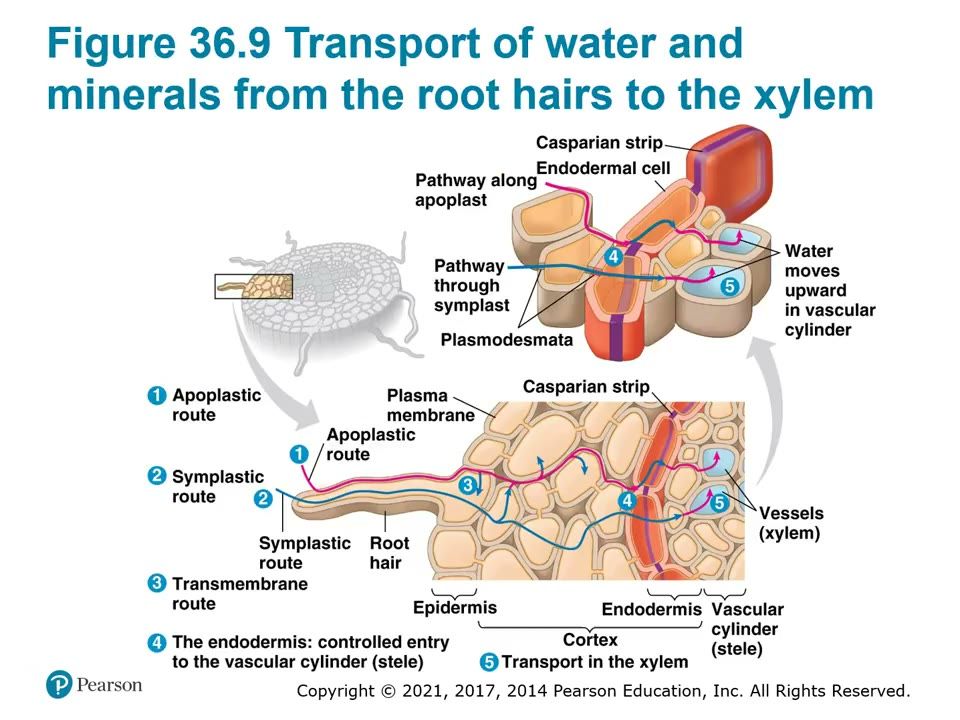 Figure 36.9 Transport of water and
minerals from the root hairs to the xylem
Casparian strip
Endodermal cell
Pathway along
apoplast
4
Pathway
through
symplast
5
Water
moves
upward
in vascular
cylinder
Plasmodesmata
1 Apoplastic
route
Plasma
membrane
Casparian strip
1
Apoplastic
route
2 Symplastic
route
2
3
4
5
Vessels
(xylem)
Symplastic
route
Root
hair
3 Transmembrane
route
Epidermis
Endodermis
Vascular
cylinder
(stele)
Cortex
4 The endodermis: controlled entry
to the vascular cylinder (stele)
5 Transport in the xylem
P Pearson
Copyright © 2021, 2017, 2014 Pearson Education, Inc. All Rights Reserved.